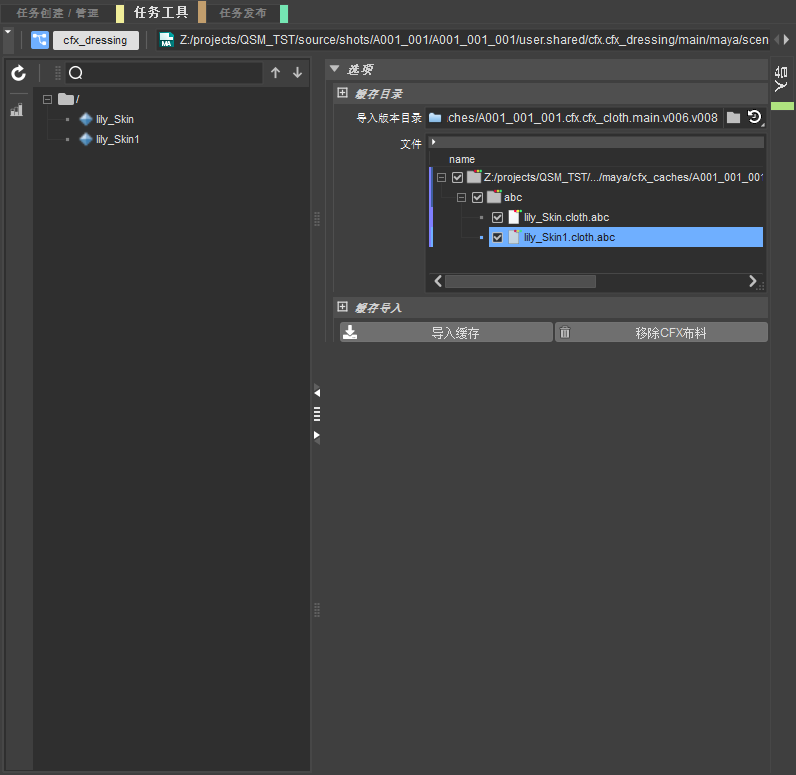 任务创建 / 管理 任务工具 任务发布
cfx_dressing Z:/projects/QSM_TST/source/shots/A001_001/A001_001_001/user.shared/cfx.cfx_dressing/main/maya/scen
选项
导入
/
缓存目录
lily_Skin
导入版本目录 .ches/A001_001_001.cfx.cfx_cloth.main.v006.v008
lily_Skin1
文件
name
Z:/projects/QSM_TST/.../maya/cfx_caches/A001_001_001
abc
lily_Skin.cloth.abc
lily_Skin1.cloth.abc
缓存导入
导入缓存 移除CFX布料